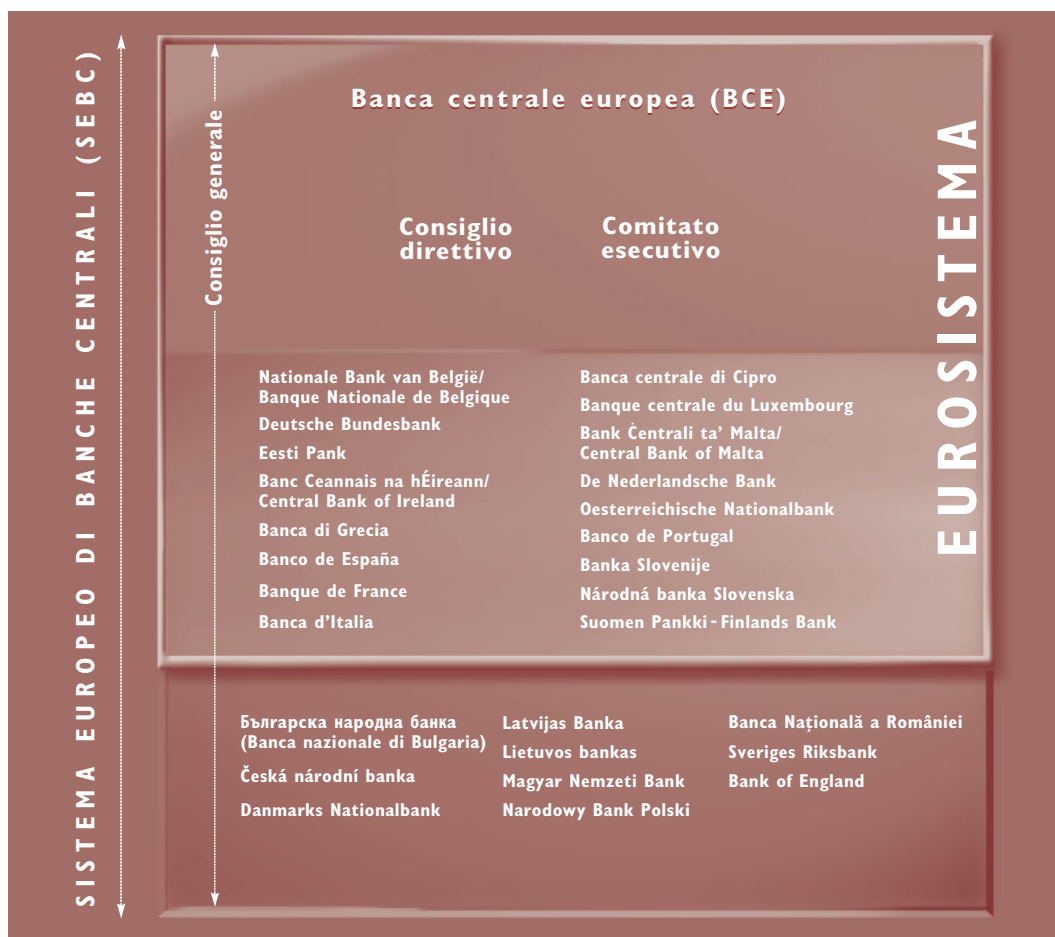 SISTEMA EUROPEO DI BANCHE CENTRALI (SEBC)
Consiglio generale
Banca centrale europea (BCE)
Consiglio
direttivo
Comitato
esecutivo
EUROSISTEMA
Nationale Bank van België/
Banque Nationale de Belgique
Deutsche Bundesbank
Eesti Pank
Banc Ceannais na hÉireann/
Central Bank of Ireland
Banca di Grecia
Banco de España
Banque de France
Banca d’Italia
Banca centrale di Cipro
Banque centrale du Luxembourg
Bank Ċentrali ta’ Malta/
Central Bank of Malta
De Nederlandsche Bank
Oesterreichische Nationalbank
Banco de Portugal
Banka Slovenije
Národná banka Slovenska
Suomen Pankki - Finlands Bank
Българска народна банка
(Banca nazionale di Bulgaria)
Česká národní banka
Danmarks Nationalbank
Latvijas Banka
Lietuvos bankas
Magyar Nemzeti Bank
Narodowy Bank Polski
Banca Națională a României
Sveriges Riksbank
Bank of England